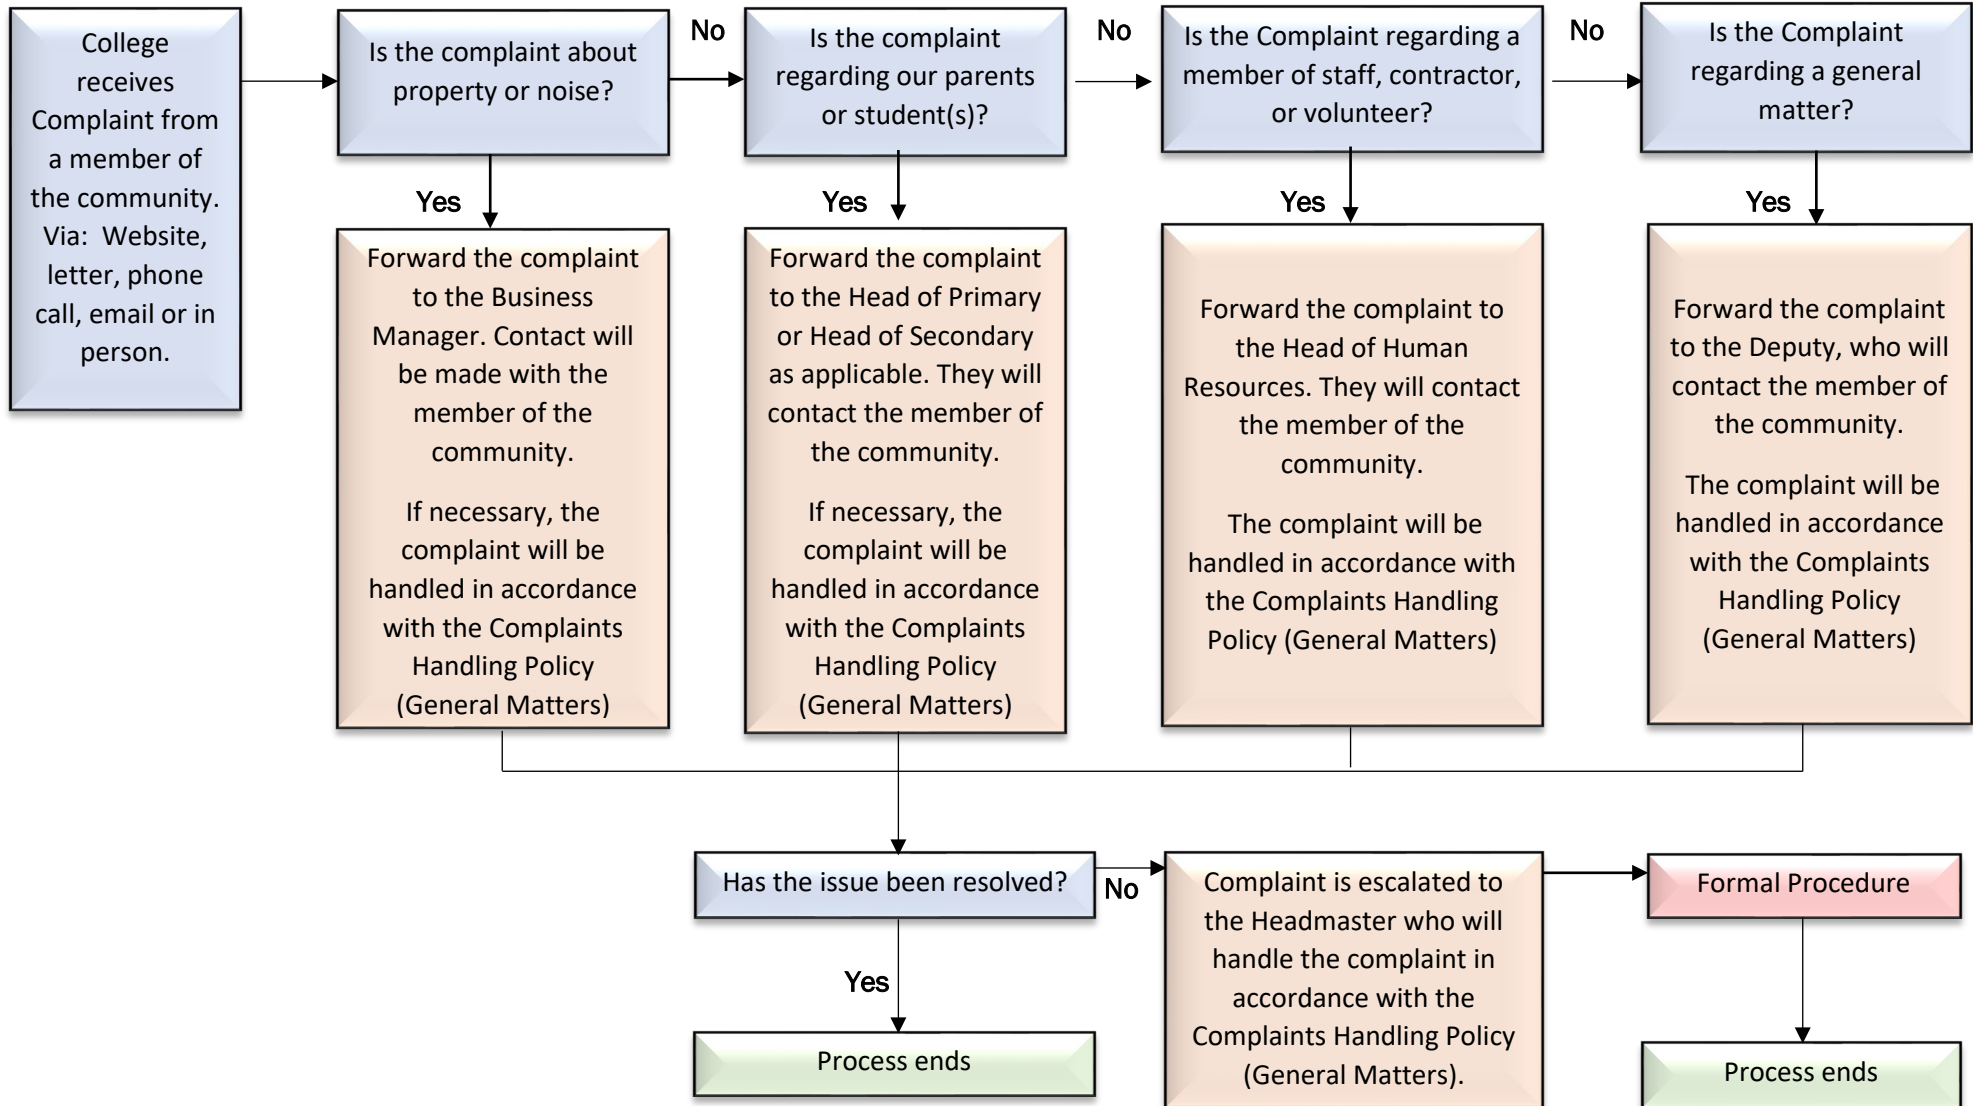 College
receives
Complaint from
a member of
the community.
Via:  Website,
letter, phone
call, email or in
person.
Is the complaint about
property or noise?
No
Is the complaint
regarding our parents
or student(s)?
No
Is the Complaint regarding a
member of staff, contractor,
or volunteer?
No
Is the Complaint
regarding a general
matter?
Yes
Forward the complaint
to the Business
Manager. Contact will
be made with the
member of the
community.
If necessary, the
complaint will be
handled in accordance
with the Complaints
Handling Policy
(General Matters)
Yes
Forward the complaint
to the Head of Primary
or Head of Secondary
as applicable. They will
contact the member of
the community.
If necessary, the
complaint will be
handled in accordance
with the Complaints
Handling Policy
(General Matters)
Yes
Forward the complaint to
the Head of Human
Resources. They will contact
the member of the
community.
The complaint will be
handled in accordance with
the Complaints Handling
Policy (General Matters)
Yes
Forward the complaint
to the Deputy, who will
contact the member of
the community.
The complaint will be
handled in accordance
with the Complaints
Handling Policy
(General Matters)
Has the issue been resolved?
No
Complaint is escalated to
the Headmaster who will
handle the complaint in
accordance with the
Complaints Handling Policy
(General Matters).
Formal Procedure
Yes
Process ends
Process ends